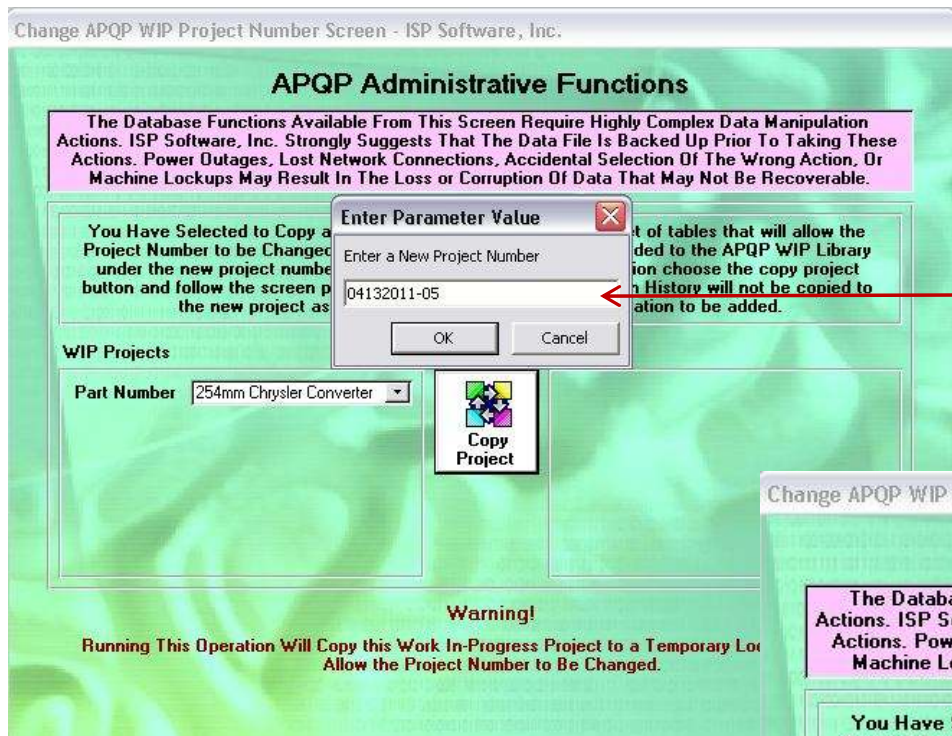 Change APQP WIP Project Number Screen - ISP Software, Inc.
APQP Administrative Functions
The Database Functions Available From This Screen Require Highly Complex Data Manipulation
Actions. ISP Software, Inc. Strongly Suggests That The Data File Is Backed Up Prior To Taking These
Actions. Power Outages, Lost Network Connections, Accidental Selection Of The Wrong Action, Or
Machine Lockups May Result In The Loss or Corruption Of Data That May Not Be Recoverable.
You Have Selected to Copy a
et of tables that will allow the
Project Number to be Changed
ded to the APQP WIP Library
under the new project numbe
ion choose the copy project
button and follow the screen p
n History will not be copied to
the new project as
ation to be added.
Enter Parameter Value
Enter a New Project Number
04132011-05
OK Cancel
WIP Projects
Part Number 254mm Chrysler Converter
Copy
Project
Warning!
Running This Operation Will Copy this Work In-Progress Project to a Temporary Loc
Allow the Project Number to Be Changed.
Change APQP WIP
The Databa
Actions. ISP S
Actions. Pow
Machine L
You Have